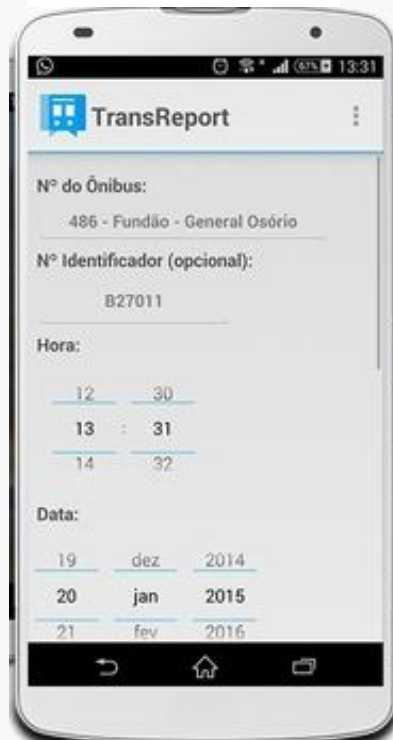 67% 13:31
TransReport
Nº do Ônibus:
486 - Fundão - General Osório
Nº Identificador (opcional):
B27011
Hora:
12 30
13 : 31
14 32
Data:
19 dez 2014
20 jan 2015
21 fev 2016